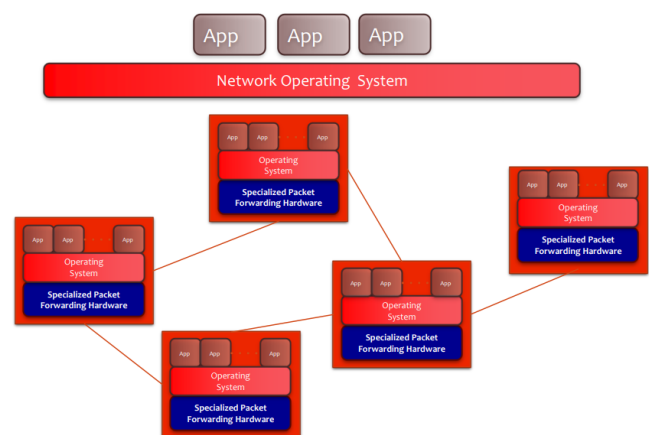 App App App
Network Operating System
App App App
Operating
System
Specialized Packet
Forwarding Hardware
App App App
Operating
System
Specialized Packet
Forwarding Hardware
App App App
Operating
System
Specialized Packet
Forwarding Hardware
App App App
Operating
System
Specialized Packet
Forwarding Hardware
App App App
Operating
System
Specialized Packet
Forwarding Hardware